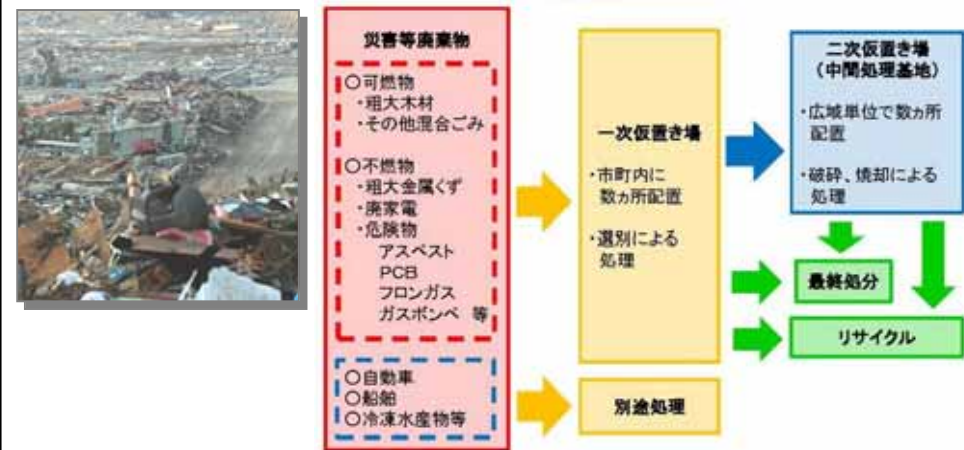 災害等廃棄物
○可燃物
・粗大木材
・その他混合ごみ
○不燃物
・粗大金属くず
・廃家電
・危険物
アスベスト
PCB
フロンガス
ガスボンベ 等
○自動車
○船舶
○冷凍水産物等
一次仮置き場
・市町内に
数ヵ所配置
・選別による
処理
別途処理
二次仮置き場
（中間処理基地）
・広域単位で数ヵ所
配置
・破砕、焼却による
処理
最終処分
リサイクル